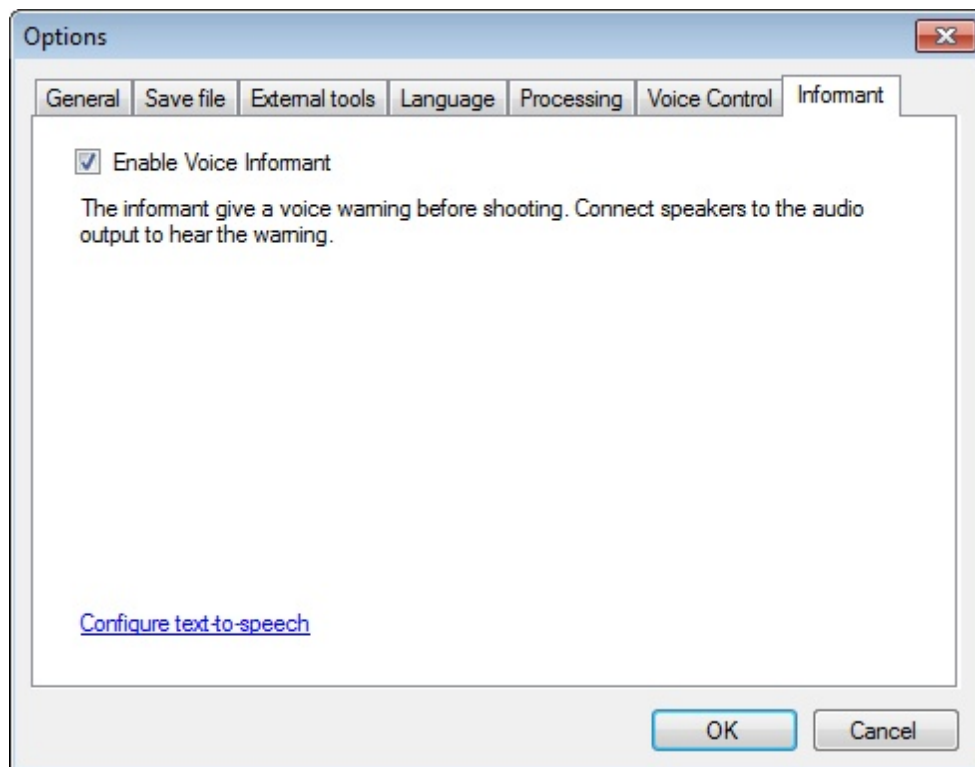 Options
General Save file External tools Language Processing Voice Control Informant
Enable Voice Informant
The informant give a voice warning before shooting. Connect speakers to the audio
output to hear the warning.
Configure text-to-speech
OK Cancel